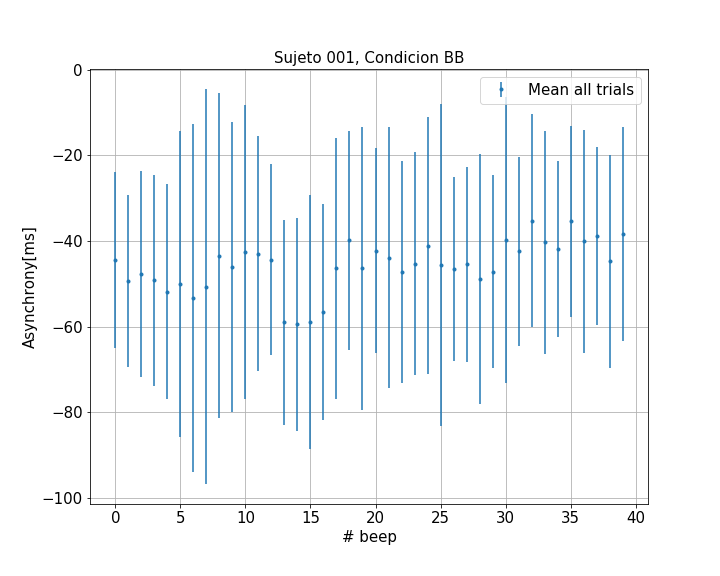 Sujeto 001, Condicion BB
Mean all trials
Asynchrony[ms]
0
−20
−40
−60
−80
−100
0 5 10 15 20 25 30 35 40
# beep